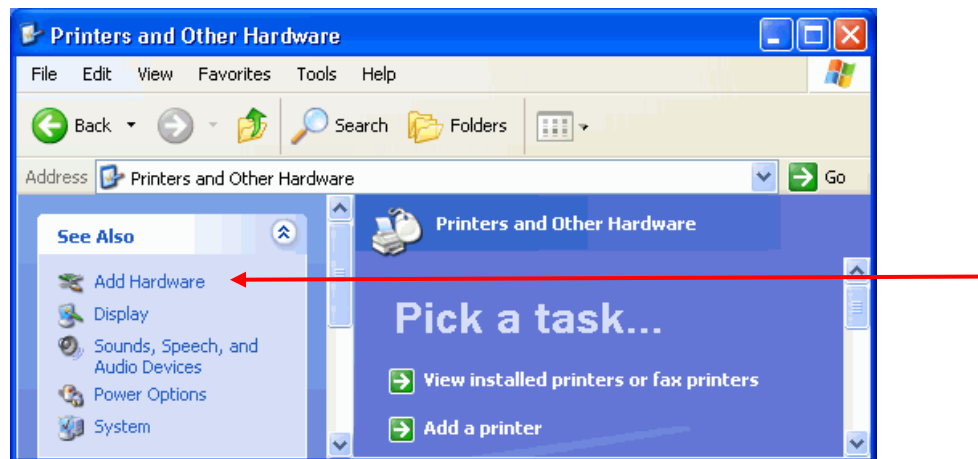 Printers and Other Hardware
File Edit View Favorites Tools Help
Back Search Folders
Address Printers and Other Hardware Go
See Also
Add Hardware
Display
Sounds, Speech, and
Audio Devices
Power Options
System
Printers and Other Hardware
Pick a task...
View installed printers or fax printers
Add a printer